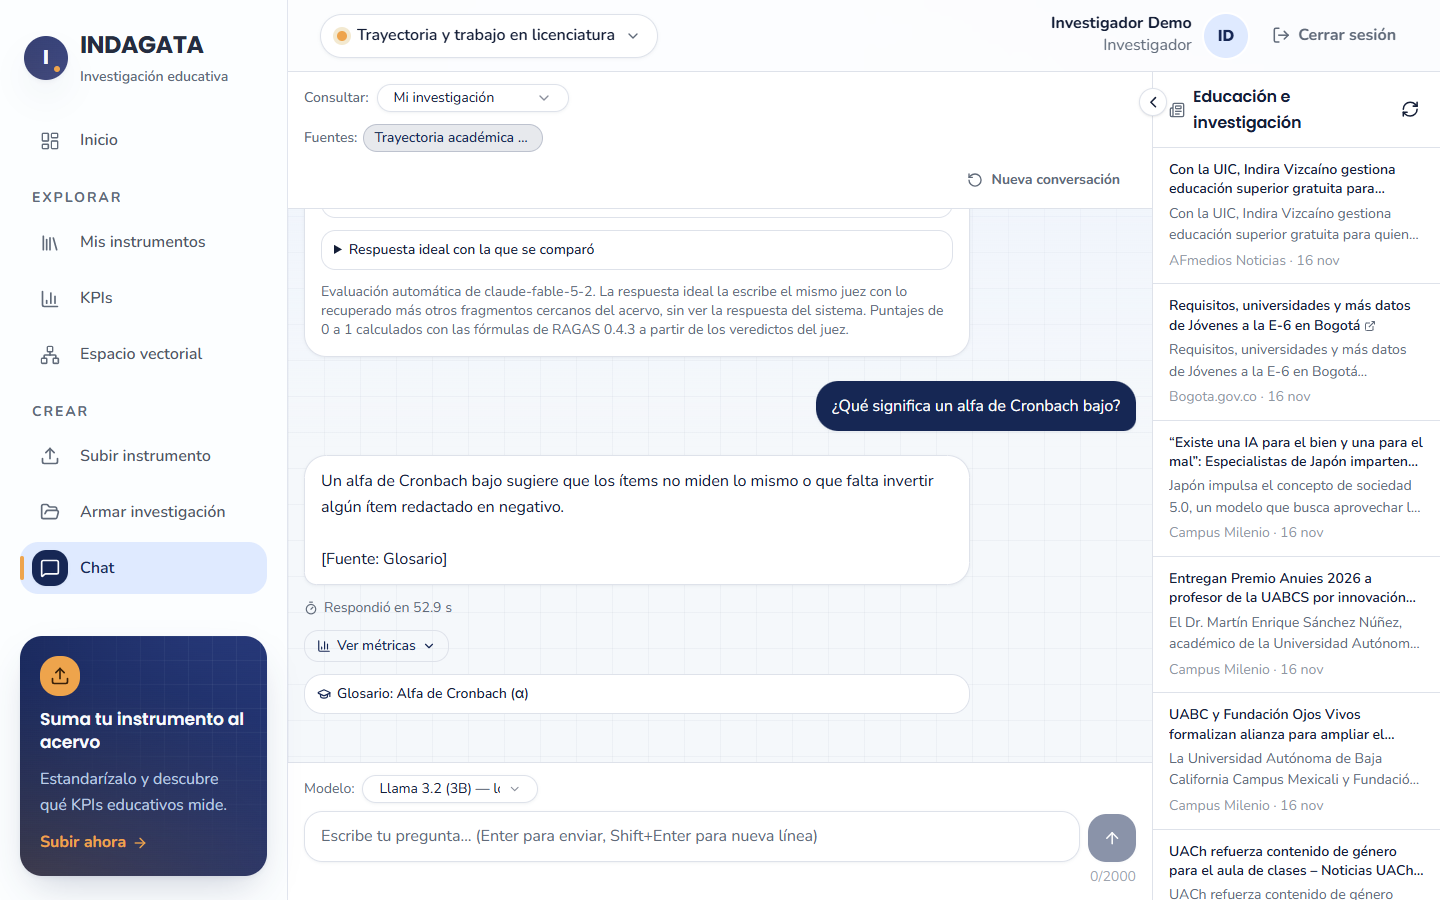 I.
INDAGATA
Investigación educativa
Inicio
EXPLORAR
Mis instrumentos
KPIs
Espacio vectorial
CREAR
Subir instrumento
Armar investigación
Chat
Suma tu instrumento al
acervo
Estandarízalo y descubre
qué KPIs educativos mide.
Subir ahora →
Trayectoria y trabajo en licenciatura
Investigador Demo
Investigador
ID
Cerrar sesión
Consultar: Mi investigación
Fuentes: Trayectoria académica ...
Nueva conversación
Respuesta ideal con la que se comparó
Evaluación automática de claude-fable-5-2. La respuesta ideal la escribe el mismo juez con lo
recuperado más otros fragmentos cercanos del acervo, sin ver la respuesta del sistema. Puntajes de
0 a 1 calculados con las fórmulas de RAGAS 0.4.3 a partir de los veredictos del juez.
¿Qué significa un alfa de Cronbach bajo?
Un alfa de Cronbach bajo sugiere que los ítems no miden lo mismo o que falta invertir
algún ítem redactado en negativo.
[Fuente: Glosario]
Respondió en 52.9 s
Ver métricas
Glosario: Alfa de Cronbach (α)
Modelo: Llama 3.2 (3B) — lo
Escribe tu pregunta... (Enter para enviar, Shift+Enter para nueva línea)
0/2000
Educación e
investigación
Con la UIC, Indira Vizcaíno gestiona
educación superior gratuita para...
Con la UIC, Indira Vizcaíno gestiona
educación superior gratuita para quien...
AFmedios Noticias · 16 nov
Requisitos, universidades y más datos
de Jóvenes a la E-6 en Bogotá
Requisitos, universidades y más datos
de Jóvenes a la E-6 en Bogotá...
Bogota.gov.co · 16 nov
“Existe una IA para el bien y una para el
mal”: Especialistas de Japón imparten...
Japón impulsa el concepto de sociedad
5.0, un modelo que busca aprovechar l...
Campus Milenio · 16 nov
Entregan Premio Anuies 2026 a
profesor de la UABCS por innovación...
El Dr. Martín Enrique Sánchez Núñez,
académico de la Universidad Autónom...
Campus Milenio · 16 nov
UABC y Fundación Ojos Vivos
formalizan alianza para ampliar el...
La Universidad Autónoma de Baja
California Campus Mexicali y Fundació...
Campus Milenio · 16 nov
UACh refuerza contenido de género
para el aula de clases – Noticias UACh...
UACh refuerza contenido de género